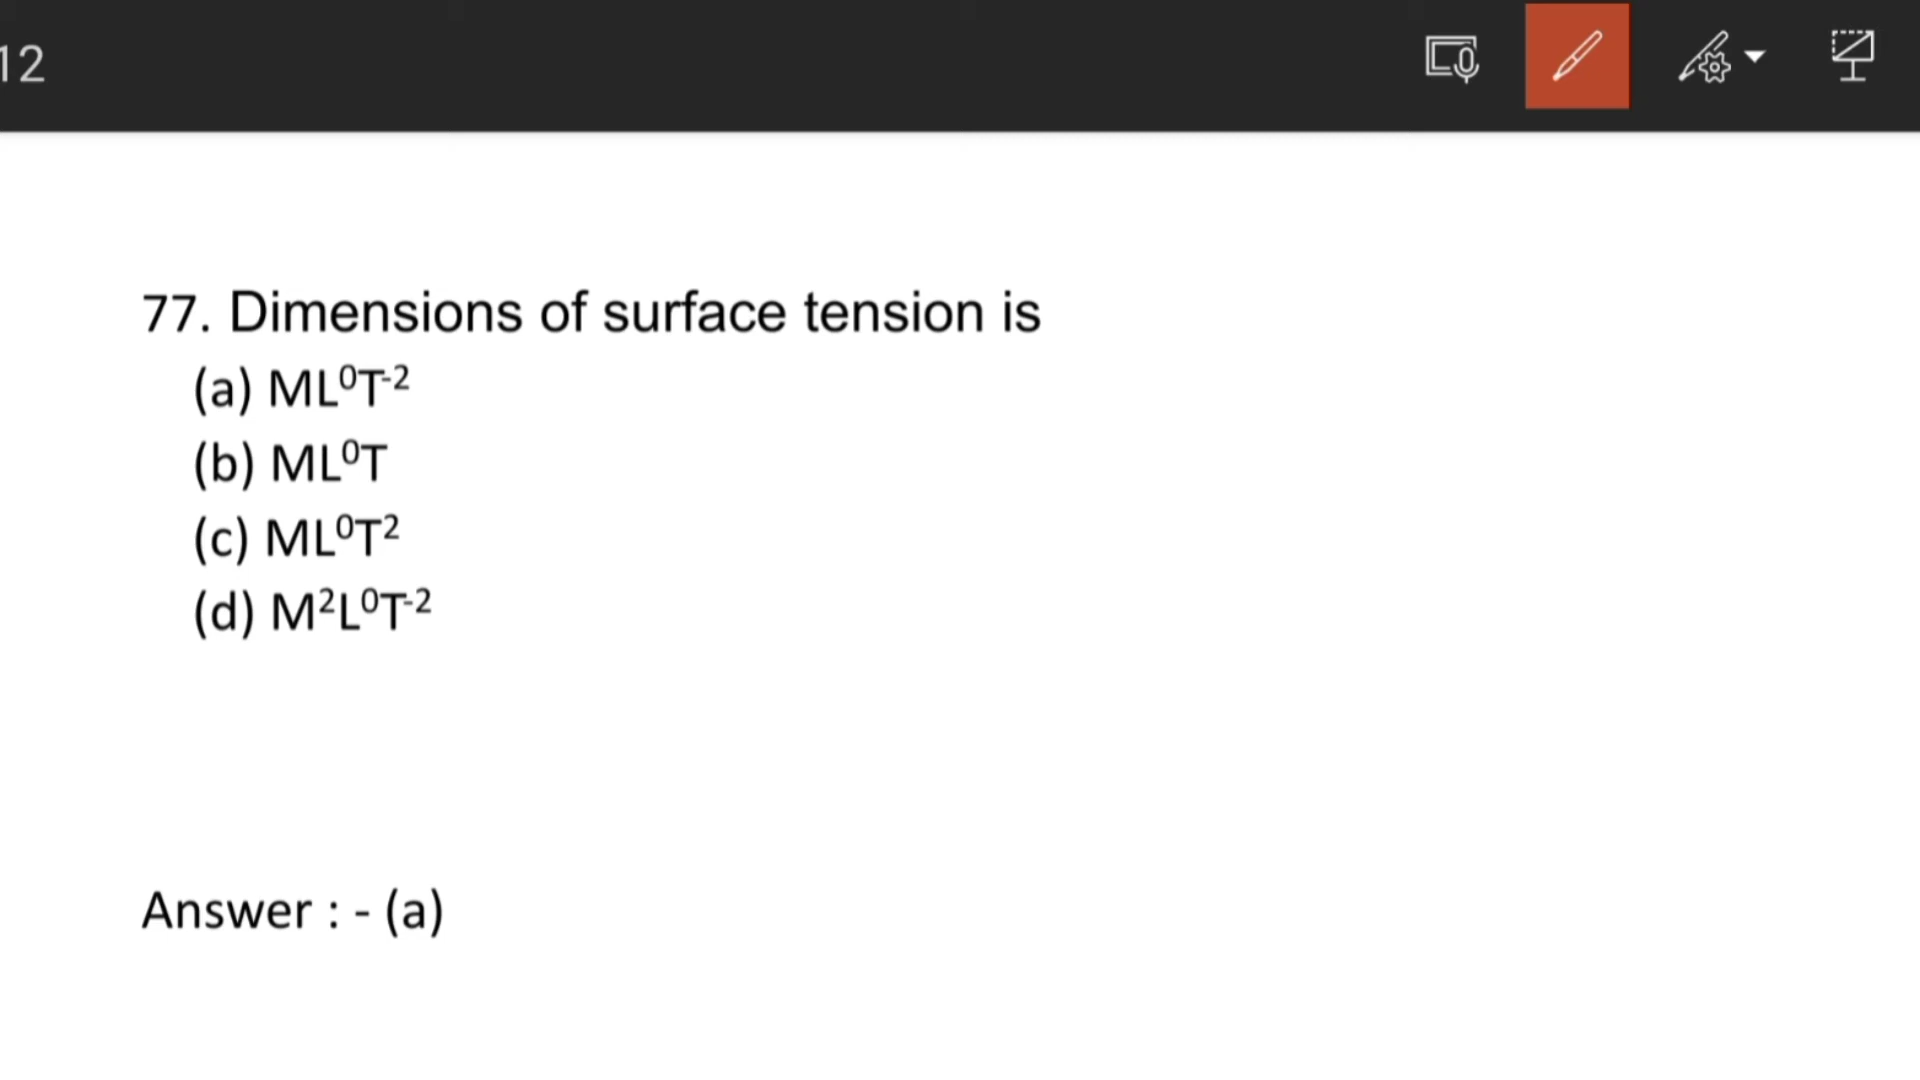 12
77. Dimensions of surface tension is
(a) ML⁰T⁻²
(b) ML⁰T
(c) ML⁰T²
(d) M²L⁰T⁻²
Answer : - (a)